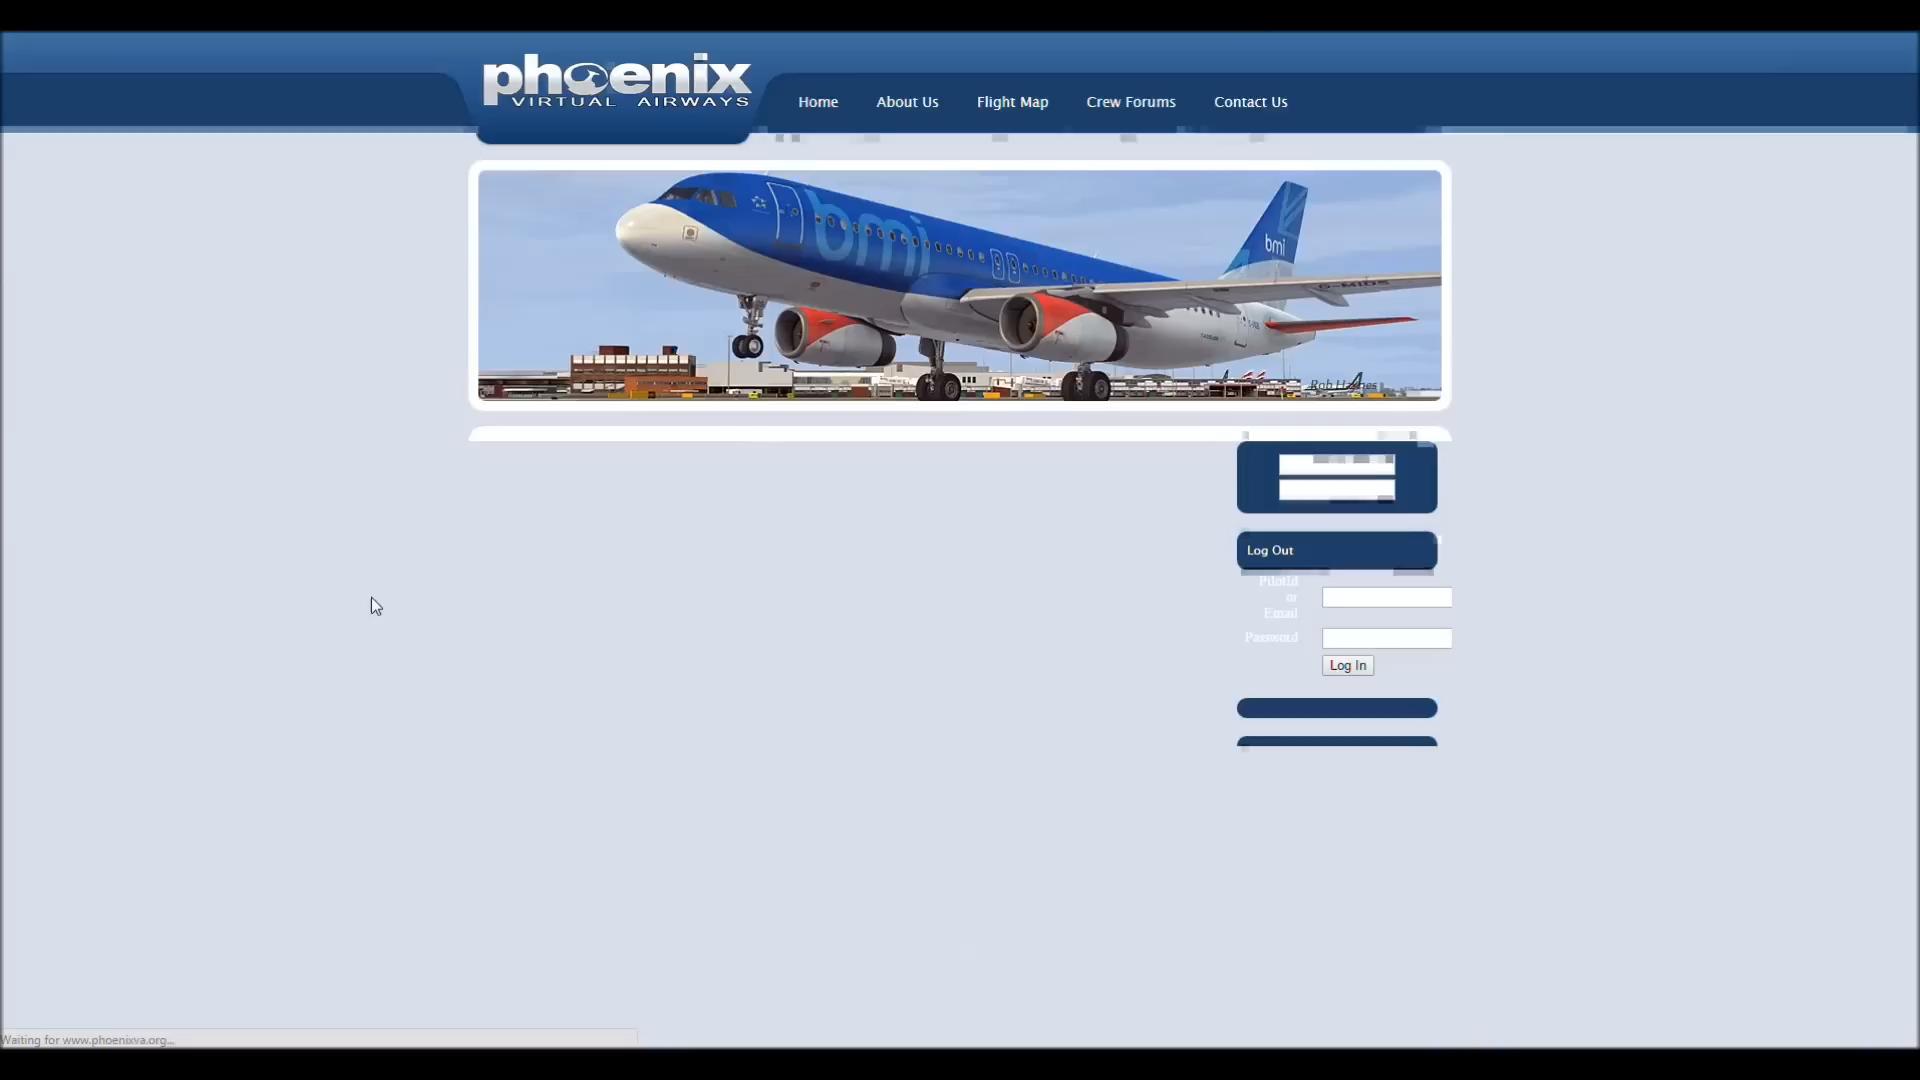 phoenix
VIRTUAL AIRWAYS
Home
About Us
Flight Map
Crew Forums
Contact Us
bmi
bmi
G-MIDS
Log Out
PilotId
or
Email
Password
Log In
Waiting for www.phoenixva.org...